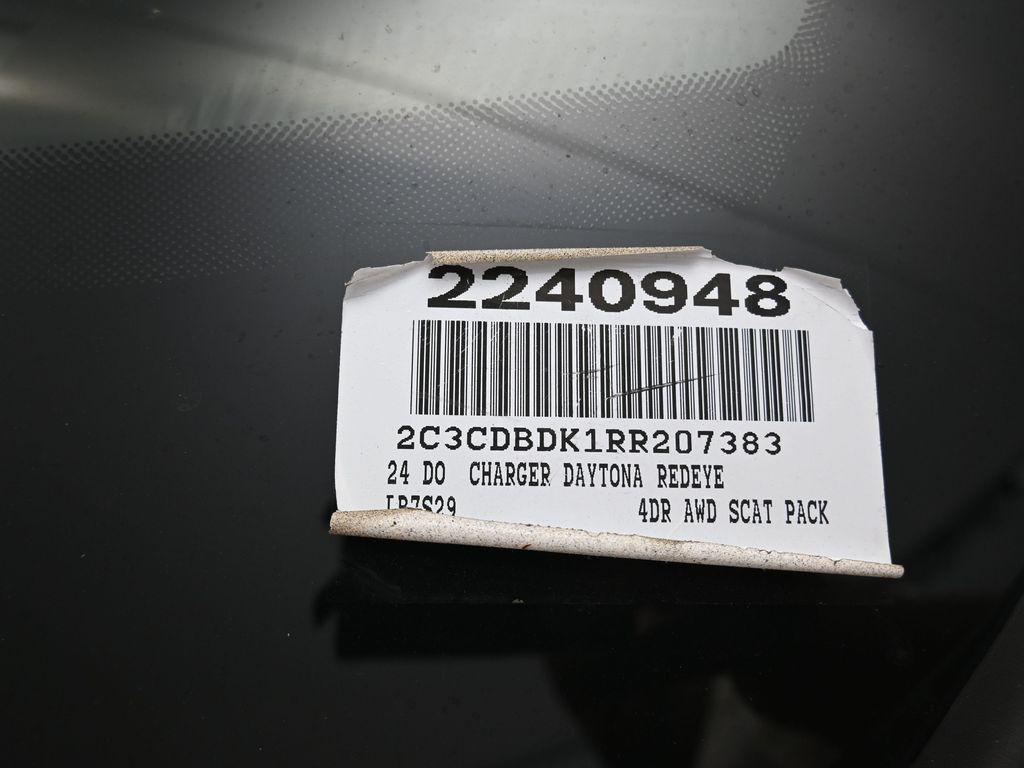 2240948
2C3CDBDK1RR207383
24 DO CHARGER DAYTONA REDEYE
4DR AWD SCAT PACK